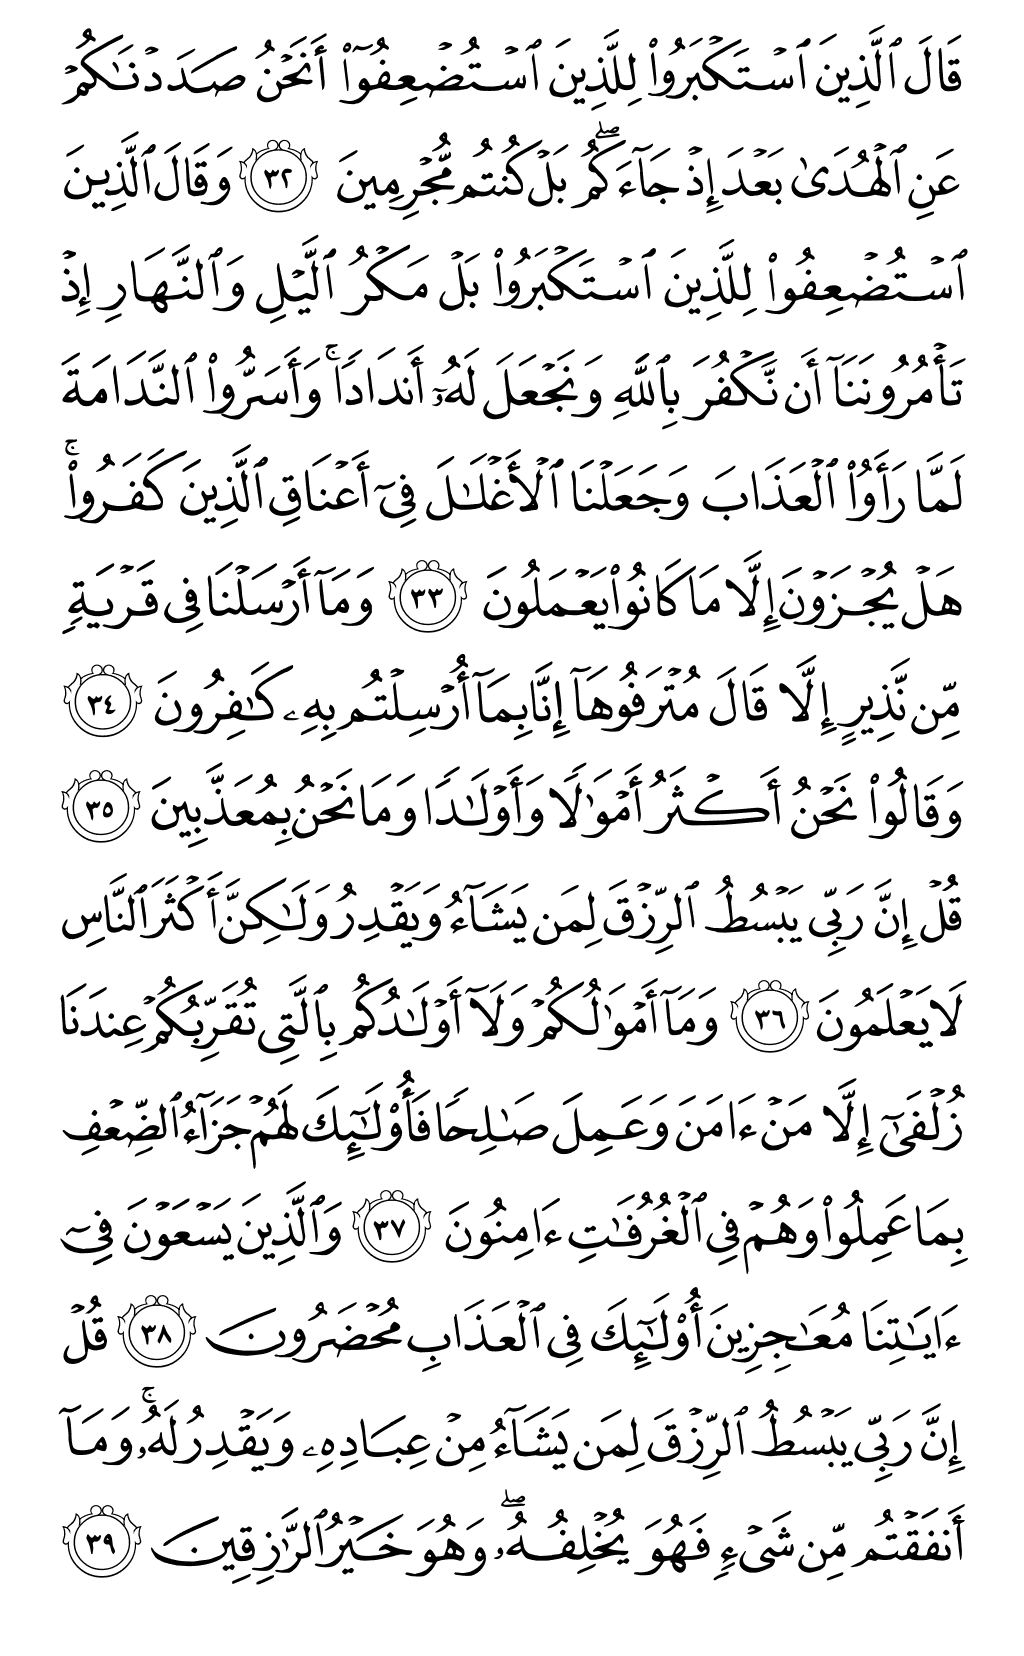 قَالَ ٱلَّذِينَ ٱسْتَكْبَرُوا۟ لِلَّذِينَ ٱسْتُضْعِفُوٓا۟ أَنَحْنُ صَدَدْنَٰكُمْ
عَنِ ٱلْهُدَىٰ بَعْدَ إِذْ جَآءَكُم ۖ بَلْ كُنتُم مُّجْرِمِينَ ٣٢ وَقَالَ ٱلَّذِينَ
ٱسْتُضْعِفُوا۟ لِلَّذِينَ ٱسْتَكْبَرُوا۟ بَلْ مَكْرُ ٱلَّيْلِ وَٱلنَّهَارِ إِذْ
تَأْمُرُونَنَآ أَن نَّكْفُرَ بِٱللَّهِ وَنَجْعَلَ لَهُۥٓ أَندَادًا ۚ وَأَسَرُّوا۟ ٱلنَّدَامَةَ
لَمَّا رَأَوُا۟ ٱلْعَذَابَ وَجَعَلْنَا ٱلْأَغْلَٰلَ فِىٓ أَعْنَاقِ ٱلَّذِينَ كَفَرُوا۟ ۚ
هَلْ يُجْزَوْنَ إِلَّا مَا كَانُوا۟ يَعْمَلُونَ ٣٣ وَمَآ أَرْسَلْنَا فِى قَرْيَةٍ
مِّن نَّذِيرٍ إِلَّا قَالَ مُتْرَفُوهَآ إِنَّا بِمَآ أُرْسِلْتُم بِهِۦ كَٰفِرُونَ ٣٤
وَقَالُوا۟ نَحْنُ أَكْثَرُ أَمْوَٰلًا وَأَوْلَٰدًا وَمَا نَحْنُ بِمُعَذَّبِينَ ٣٥
قُلْ إِنَّ رَبِّى يَبْسُطُ ٱلرِّزْقَ لِمَن يَشَآءُ وَيَقْدِرُ وَلَٰكِنَّ أَكْثَرَ ٱلنَّاسِ
لَا يَعْلَمُونَ ٣٦ وَمَآ أَمْوَٰلُكُمْ وَلَآ أَوْلَٰدُكُم بِٱلَّتِى تُقَرِّبُكُمْ عِندَنَا
زُلْفَىٰٓ إِلَّا مَنْ ءَامَنَ وَعَمِلَ صَٰلِحًا فَأُو۟لَٰٓئِكَ لَهُمْ جَزَآءُ ٱلضِّعْفِ
بِمَا عَمِلُوا۟ وَهُمْ فِى ٱلْغُرُفَٰتِ ءَامِنُونَ ٣٧ وَٱلَّذِينَ يَسْعَوْنَ فِىٓ
ءَايَٰتِنَا مُعَٰجِزِينَ أُو۟لَٰٓئِكَ فِى ٱلْعَذَابِ مُحْضَرُونَ ٣٨ قُلْ
إِنَّ رَبِّى يَبْسُطُ ٱلرِّزْقَ لِمَن يَشَآءُ مِنْ عِبَادِهِۦ وَيَقْدِرُ لَهُۥ ۚ وَمَآ
أَنفَقْتُم مِّن شَىْءٍ فَهُوَ يُخْلِفُهُۥ ۖ وَهُوَ خَيْرُ ٱلرَّٰزِقِينَ ٣٩